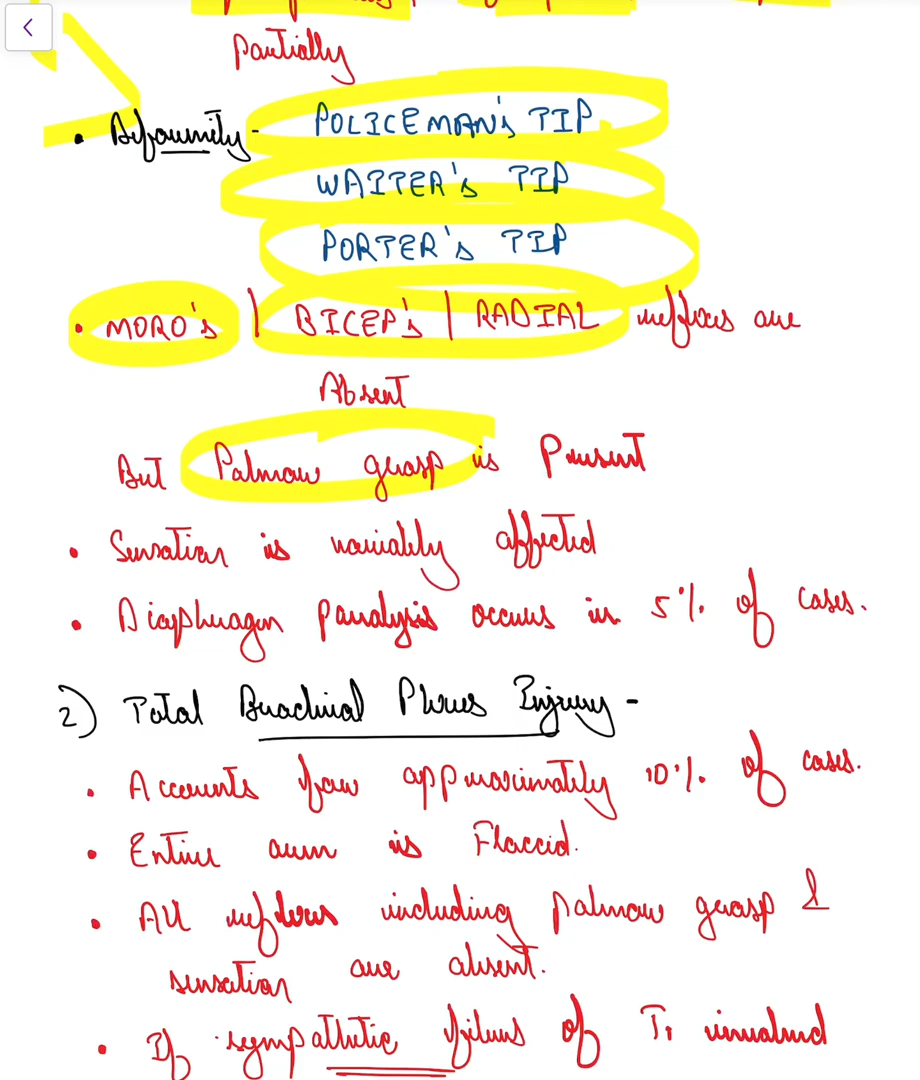 Partially
• Deformity - POLICEMAN'S TIP
WAITER'S TIP
PORTER'S TIP
• MORO'S | BICEP'S | RADIAL reflexes are
Absent
But Palmar grasp is Present
• Sensation is variably affected
• Diaphragm Paralysis occurs in 5% of cases.
2) Total Brachial Plexus Injury -
• Accounts for approximately 10% of cases.
• Entire arm is Flaccid.
• All reflexes including palmar grasp &
sensation are absent.
• If sympathetic fibers of T1 involved